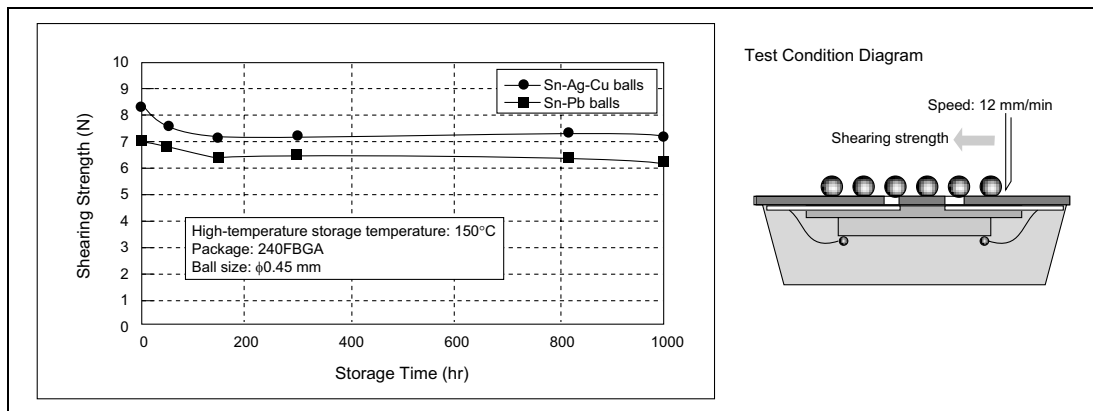 10
9
8
7
6
5
4
3
2
1
0
Shearing Strength (N)
Sn-Ag-Cu balls
Sn-Pb balls
High-temperature storage temperature: 150°C
Package: 240FBGA
Ball size: ϕ0.45 mm
0 200 400 600 800 1000
Storage Time (hr)
Test Condition Diagram
Speed: 12 mm/min
Shearing strength